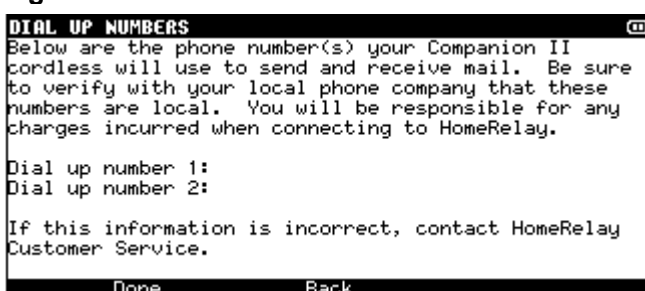 DIAL UP NUMBERS
Below are the phone number(s) your Companion II
cordless will use to send and receive mail.  Be sure
to verify with your local phone company that these
numbers are local.  You will be responsible for any
charges incurred when connecting to HomeRelay.
Dial up number 1:
Dial up number 2:
If this information is incorrect, contact HomeRelay
Customer Service.
Done Back